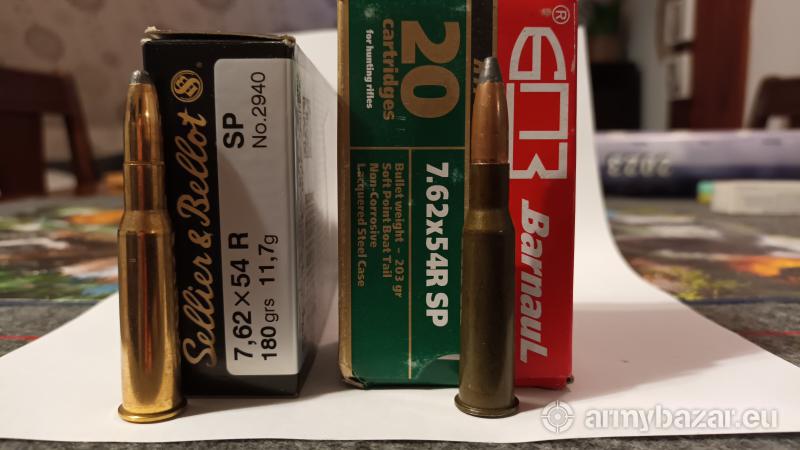 Sellier & Bellot
SP
No.2940
7,62 × 54 R
180 grs 11,7g
20
cartridges
for hunting rifles
7.62x54R SP
Bullet weight – 203 gr
Soft Point Boat Tail
Non-Corrosive
Lacquered Steel Case
Barnaul
®
2023
armybazar.eu